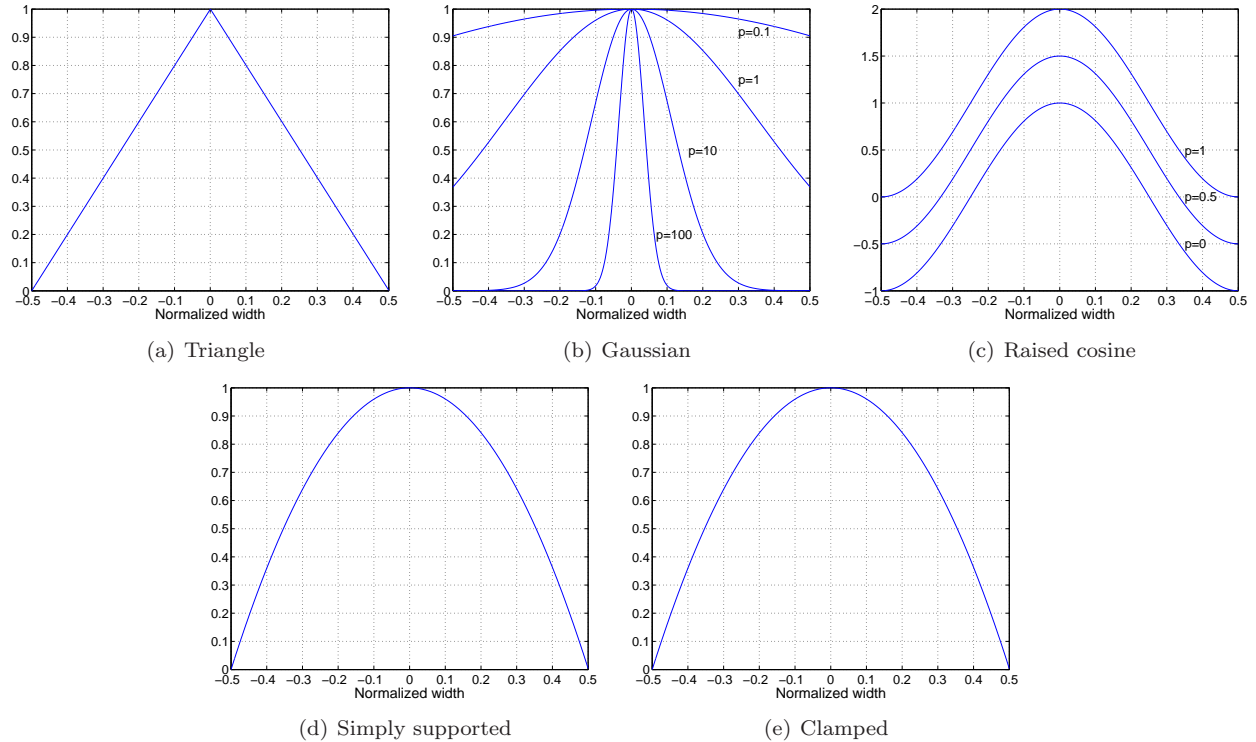 1
0.9
0.8
0.7
0.6
0.5
0.4
0.3
0.2
0.1
0
−0.5 −0.4 −0.3 −0.2 −0.1 0 0.1 0.2 0.3 0.4 0.5
Normalized width
(a) Triangle
1
0.9
0.8
0.7
0.6
0.5
0.4
0.3
0.2
0.1
0
p=0.1
p=1
p=10
p=100
−0.5 −0.4 −0.3 −0.2 −0.1 0 0.1 0.2 0.3 0.4 0.5
Normalized width
(b) Gaussian
2
1.5
1
0.5
0
−0.5
−1
p=1
p=0.5
p=0
−0.5 −0.4 −0.3 −0.2 −0.1 0 0.1 0.2 0.3 0.4 0.5
Normalized width
(c) Raised cosine
1
0.9
0.8
0.7
0.6
0.5
0.4
0.3
0.2
0.1
0
−0.5 −0.4 −0.3 −0.2 −0.1 0 0.1 0.2 0.3 0.4 0.5
Normalized width
(d) Simply supported
1
0.9
0.8
0.7
0.6
0.5
0.4
0.3
0.2
0.1
0
−0.5 −0.4 −0.3 −0.2 −0.1 0 0.1 0.2 0.3 0.4 0.5
Normalized width
(e) Clamped